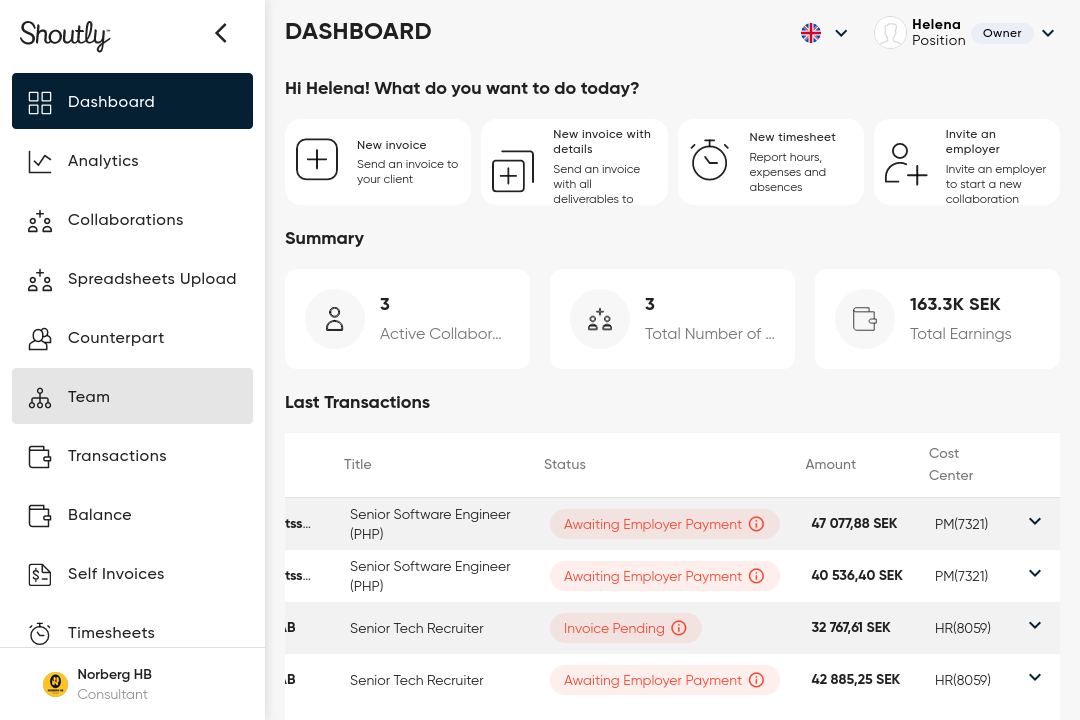 Shoutly
Dashboard
Analytics
Collaborations
Spreadsheets Upload
Counterpart
Team
Transactions
Balance
Self Invoices
Timesheets
Norberg HB
Consultant
DASHBOARD
Helena
Position
Owner
Hi Helena! What do you want to do today?
New invoice
Send an invoice to
your client
New invoice with
details
Send an invoice
with all
deliverables to
New timesheet
Report hours,
expenses and
absences
Invite an
employer
Invite an employer
to start a new
collaboration
Summary
3
Active Collabor...
3
Total Number of ...
163.3K SEK
Total Earnings
Last Transactions
Title Status Amount Cost
Center
tss... Senior Software Engineer
(PHP) Awaiting Employer Payment 47 077,88 SEK PM(7321)
tss... Senior Software Engineer
(PHP) Awaiting Employer Payment 40 536,40 SEK PM(7321)
AB Senior Tech Recruiter Invoice Pending 32 767,61 SEK HR(8059)
AB Senior Tech Recruiter Awaiting Employer Payment 42 885,25 SEK HR(8059)